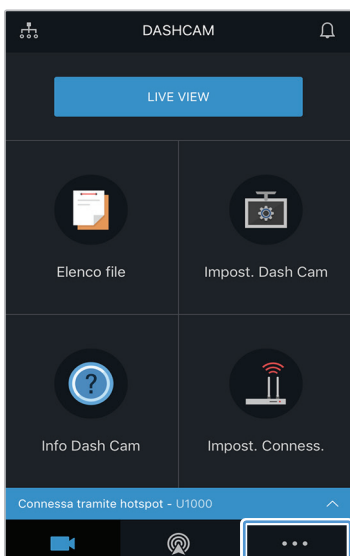 DASHCAM
LIVE VIEW
Elenco file
Impost. Dash Cam
?
Info Dash Cam
Impost. Conness.
Connessa tramite hotspot - U1000